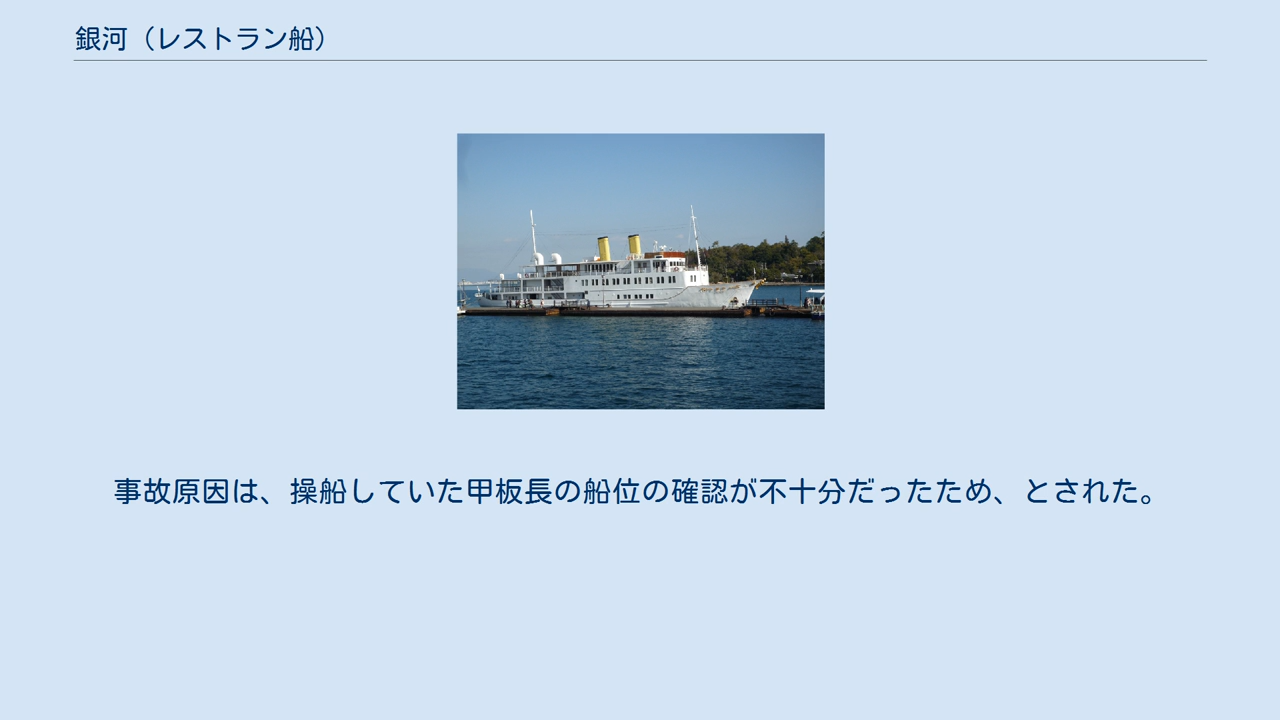 銀河（レストラン船）
事故原因は、操船していた甲板長の船位の確認が不十分だったため、とされた。